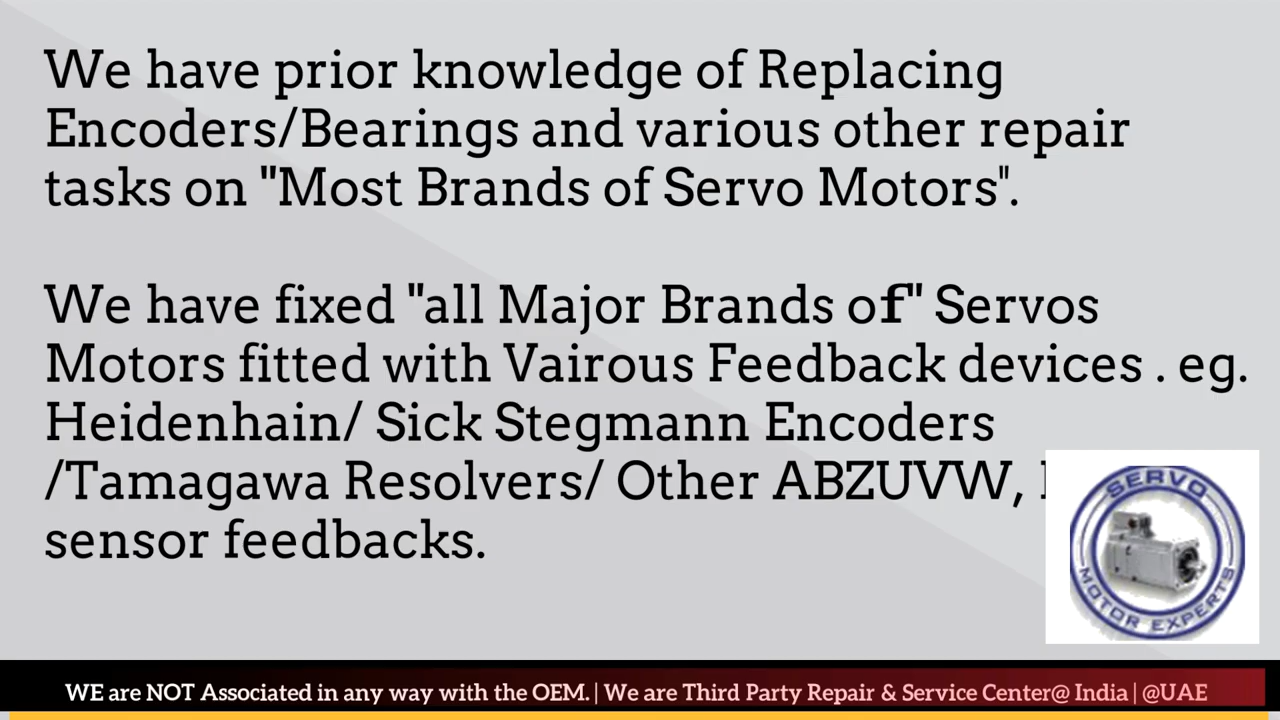 We have prior knowledge of Replacing
Encoders/Bearings and various other repair
tasks on "Most Brands of Servo Motors".
We have fixed "all Major Brands of" Servos
Motors fitted with Vairous Feedback devices . eg.
Heidenhain/ Sick Stegmann Encoders
/Tamagawa Resolvers/ Other ABZUVW,
sensor feedbacks.
SERVO
MOTOR EXPERTS
WE are NOT Associated in any way with the OEM. | We are Third Party Repair & Service Center@ India | @UAE